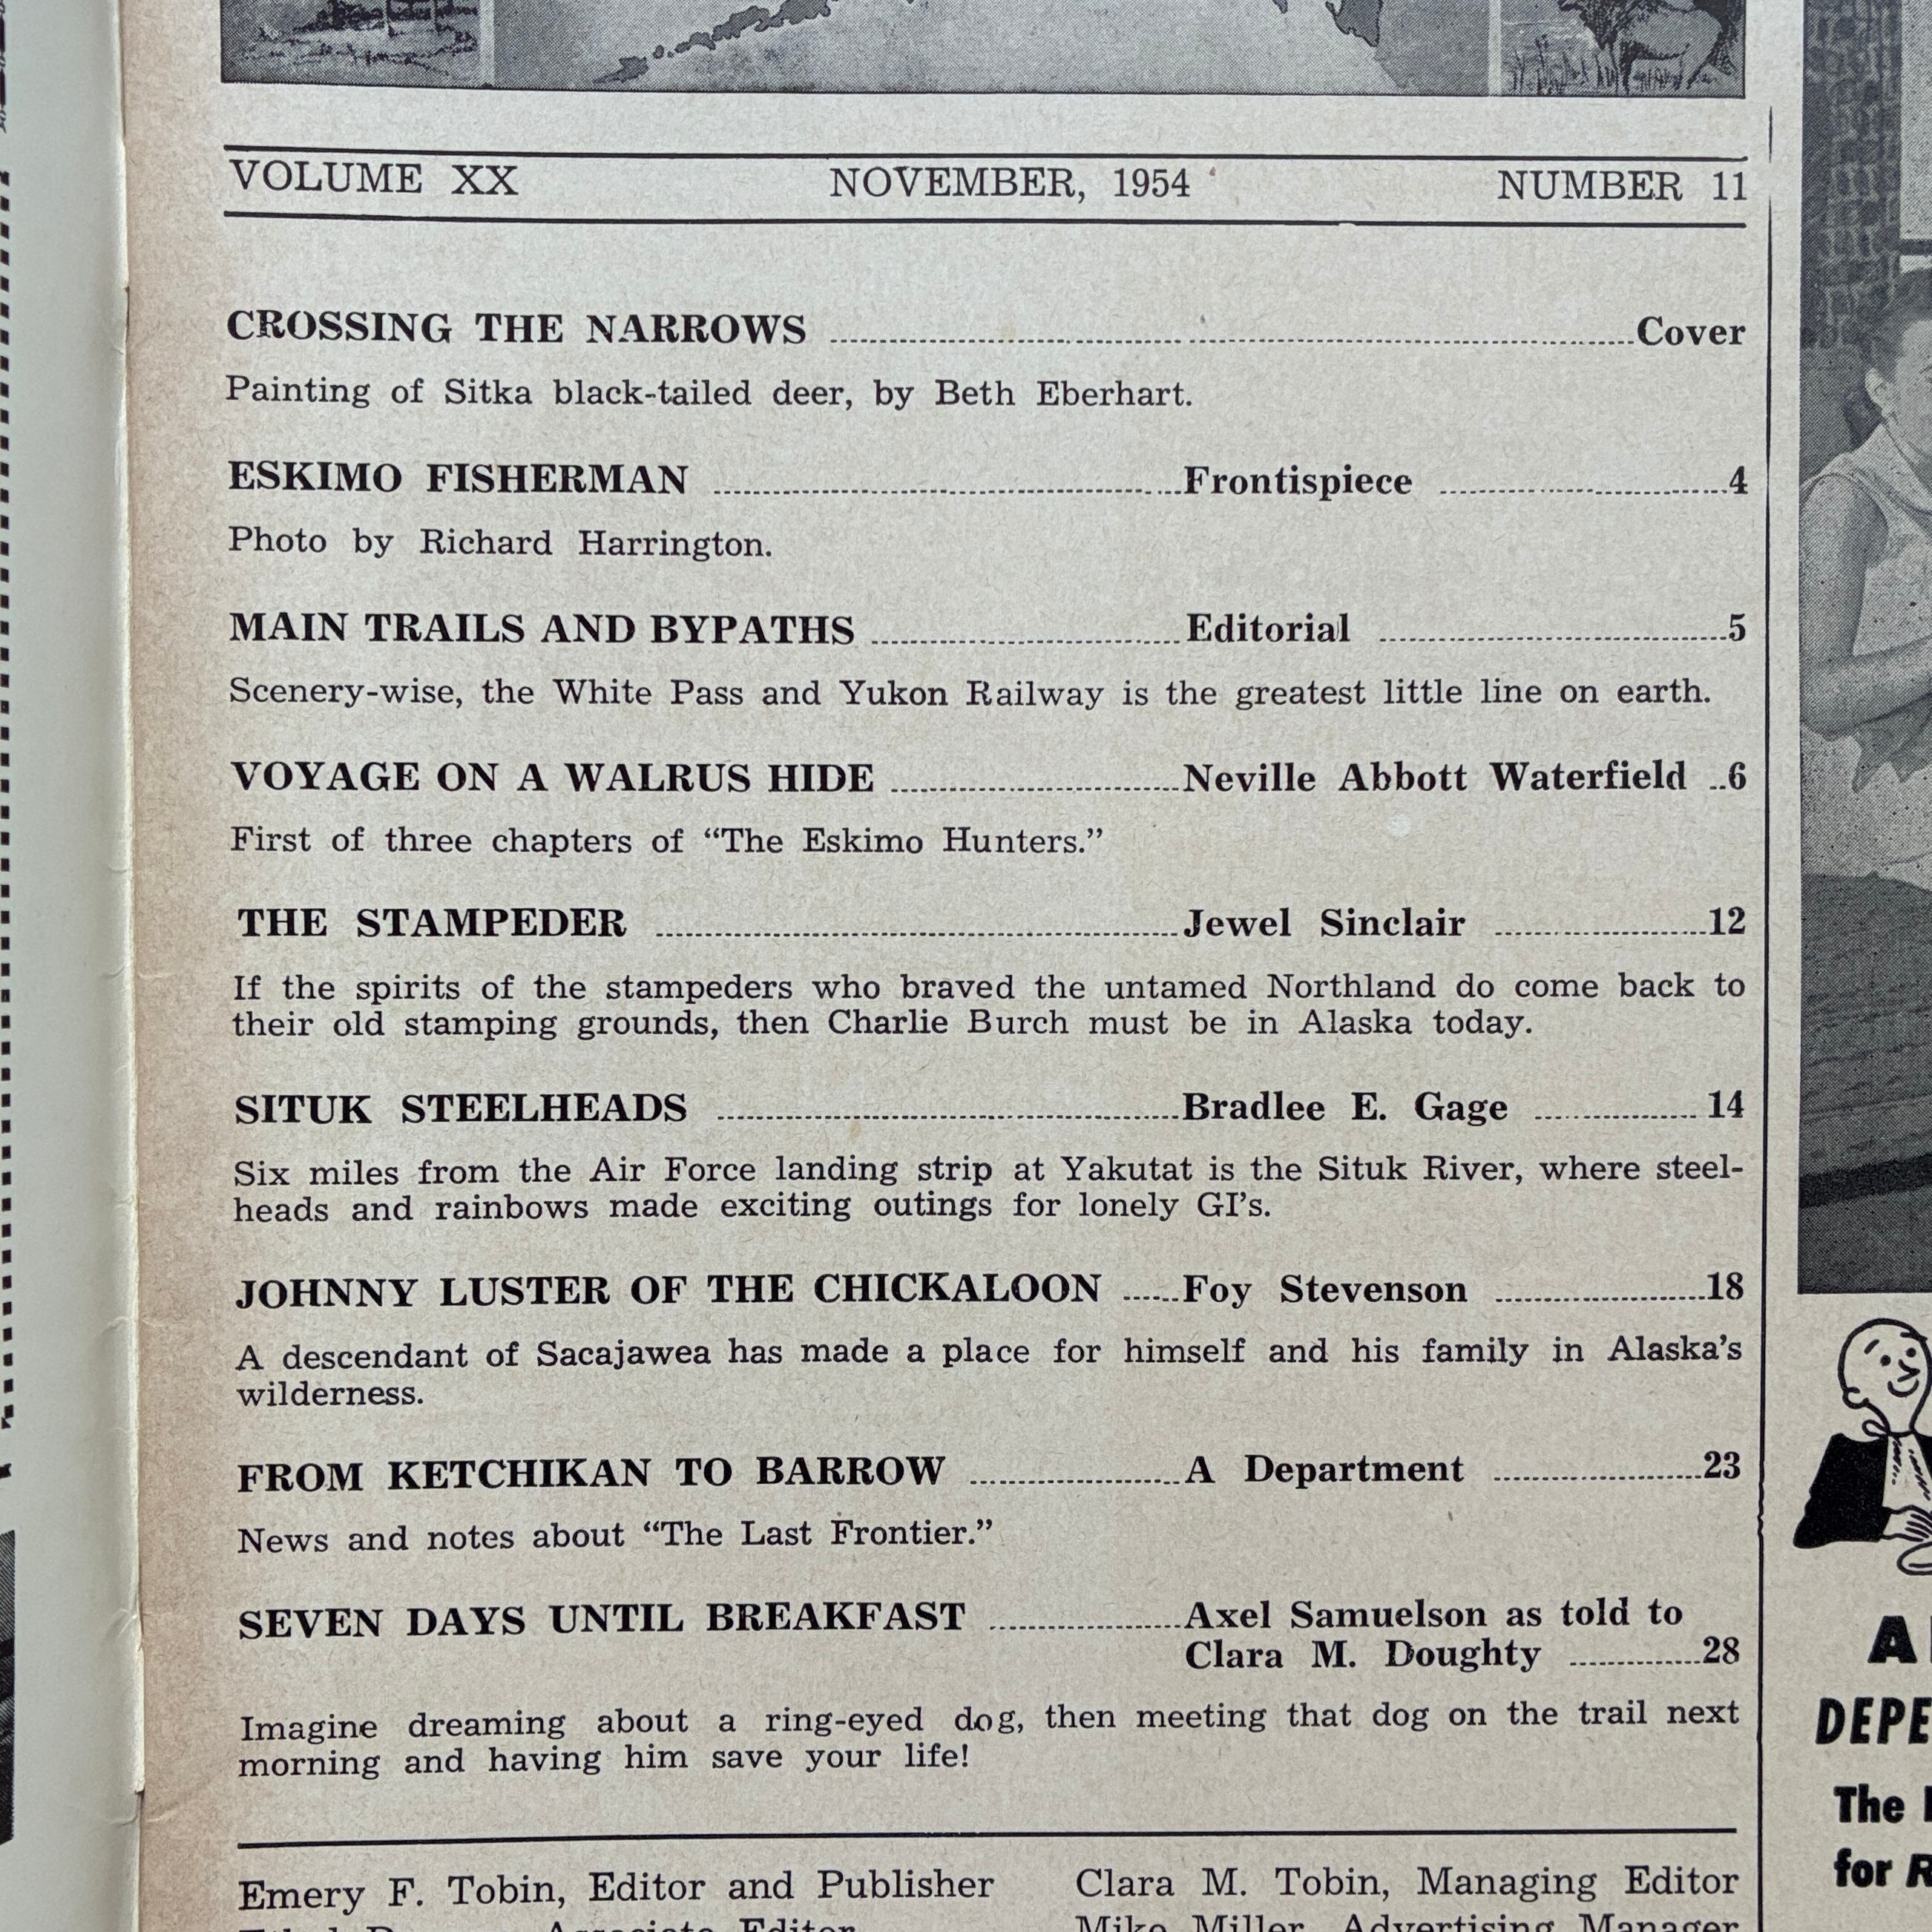 VOLUME XX NOVEMBER, 1954 NUMBER 11
CROSSING THE NARROWS Cover
Painting of Sitka black-tailed deer, by Beth Eberhart.
ESKIMO FISHERMAN Frontispiece 4
Photo by Richard Harrington.
MAIN TRAILS AND BYPATHS Editorial 5
Scenery-wise, the White Pass and Yukon Railway is the greatest little line on earth.
VOYAGE ON A WALRUS HIDE Neville Abbott Waterfield ..6
First of three chapters of “The Eskimo Hunters.”
THE STAMPEDER Jewel Sinclair 12
If the spirits of the stampeders who braved the untamed Northland do come back to
their old stamping grounds, then Charlie Burch must be in Alaska today.
SITUK STEELHEADS Bradlee E. Gage 14
Six miles from the Air Force landing strip at Yakutat is the Situk River, where steel-
heads and rainbows made exciting outings for lonely GI’s.
JOHNNY LUSTER OF THE CHICKALOON Foy Stevenson 18
A descendant of Sacajawea has made a place for himself and his family in Alaska’s
wilderness.
FROM KETCHIKAN TO BARROW A Department 23
News and notes about “The Last Frontier.”
SEVEN DAYS UNTIL BREAKFAST Axel Samuelson as told to
Clara M. Doughty 28
Imagine dreaming about a ring-eyed dog, then meeting that dog on the trail next
morning and having him save your life!
Emery F. Tobin, Editor and Publisher Clara M. Tobin, Managing Editor
Associate Editor Mike Miller, Advertising Manager
A
DEPE
The
for